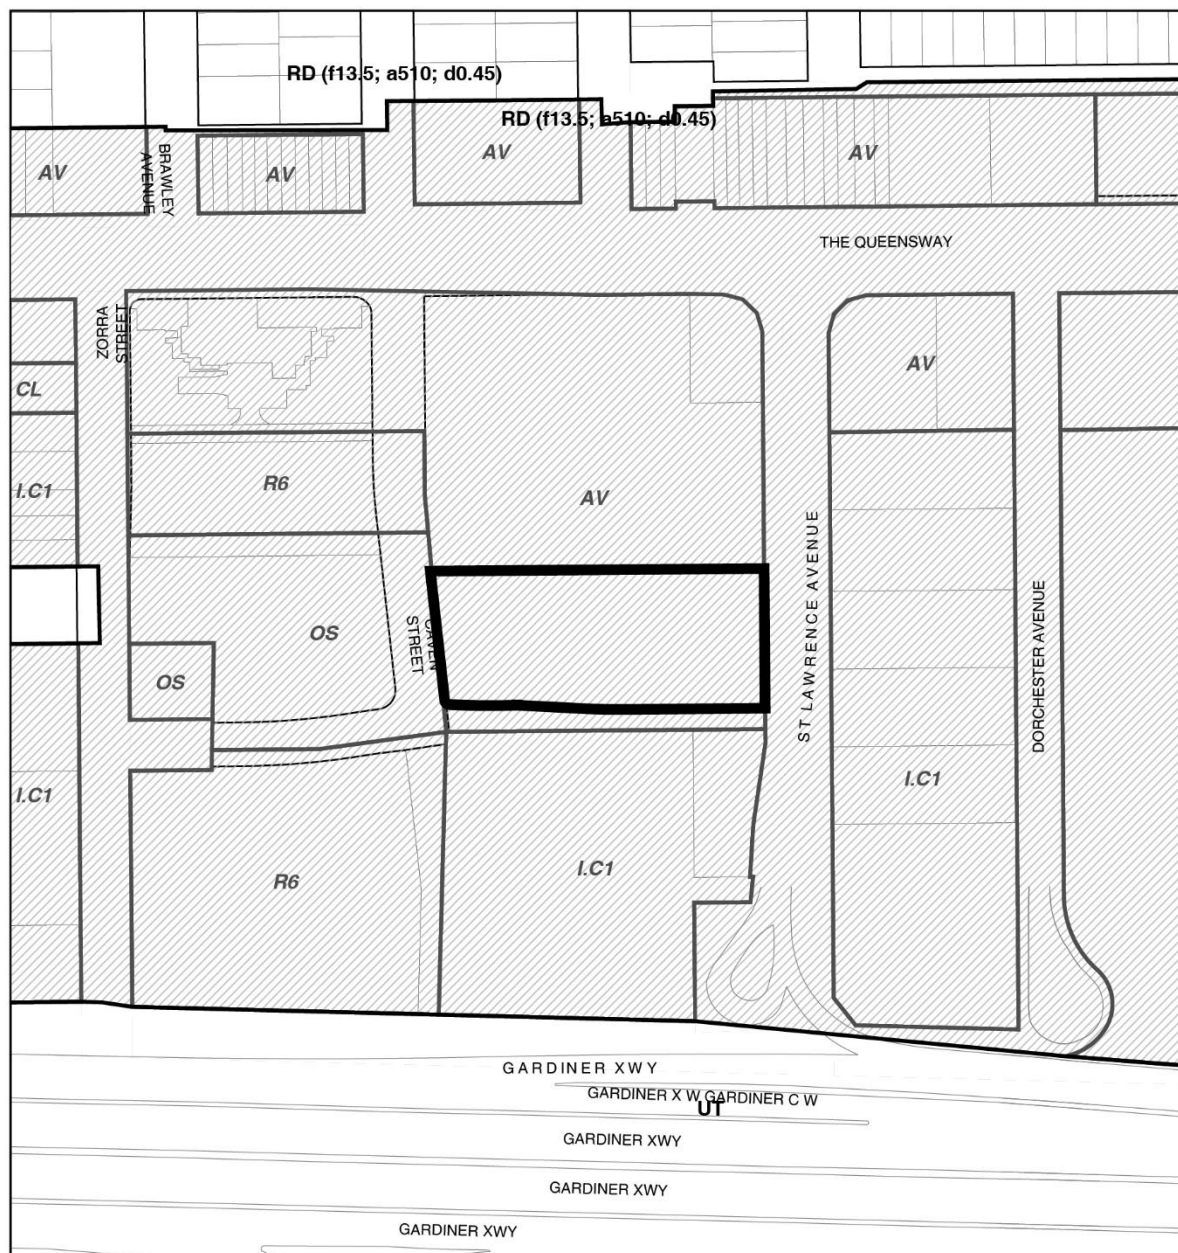 RD (f13.5; a510; d0.45)
RD (f13.5; a510; d0.45)
AV
BRAWLEY
AVENUE
AV
AV
AV
THE QUEENSWAY
ZORRA
STREET
CL
AV
I.C1
R6
AV
OS
CAVEN
STREET
ST LAWRENCE AVENUE
DORCHESTER AVENUE
OS
I.C1
I.C1
R6
I.C1
GARDINER XWY
GARDINER X W GARDINER C W
UT
GARDINER XWY
GARDINER XWY
GARDINER XWY